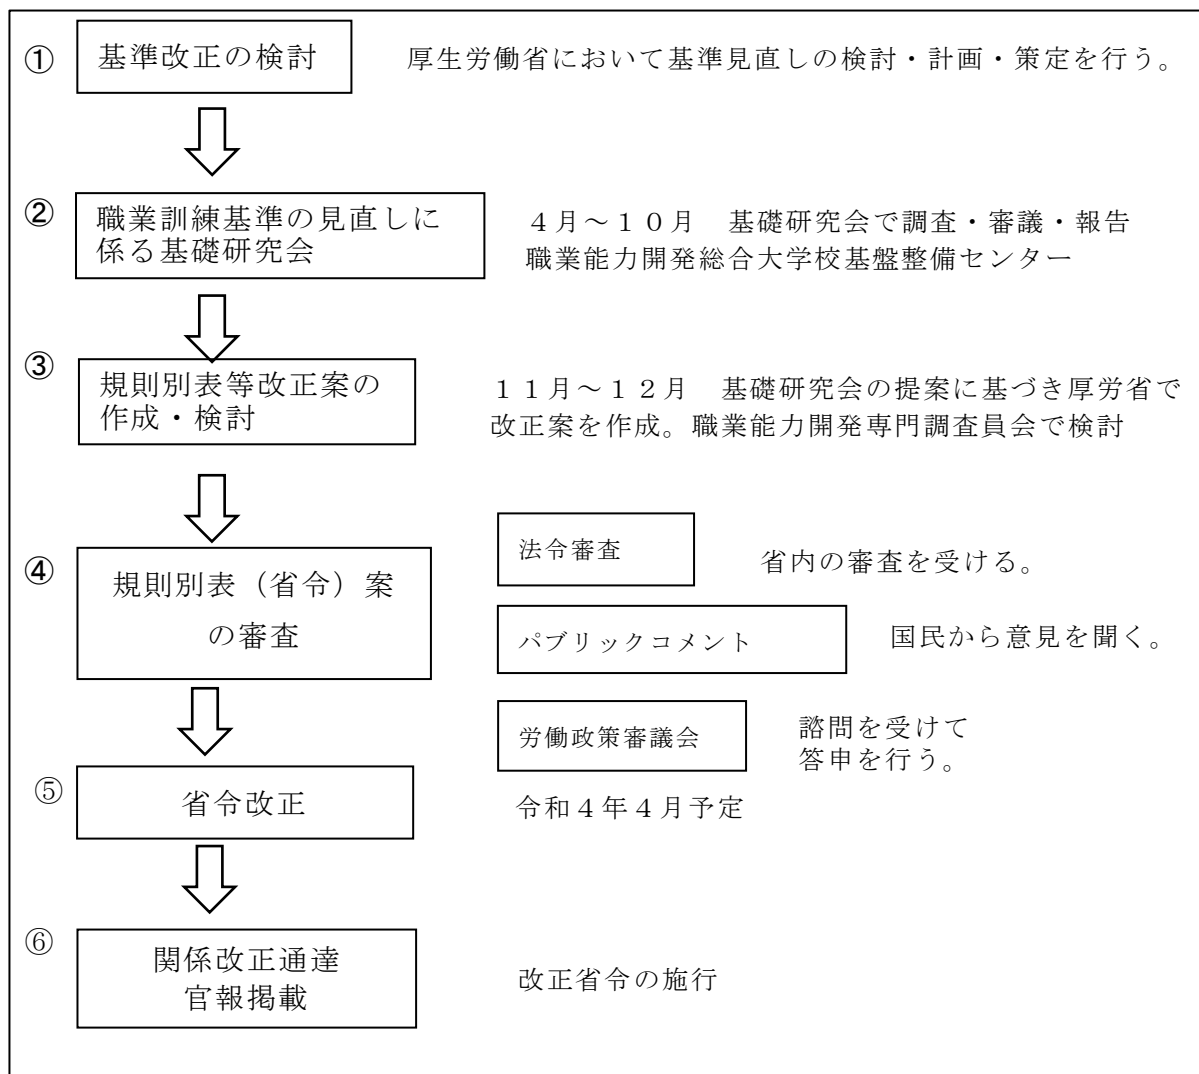 ① 基準改正の検討 厚生労働省において基準見直しの検討・計画・策定を行う。
② 職業訓練基準の見直しに
係る基礎研究会
４月～１０月 基礎研究会で調査・審議・報告
職業能力開発総合大学校基盤整備センター
③ 規則別表等改正案の
作成・検討
１１月～１２月 基礎研究会の提案に基づき厚労省で
改正案を作成。職業能力開発専門調査員会で検討
④ 規則別表（省令）案
の審査
法令審査 省内の審査を受ける。
パブリックコメント 国民から意見を聞く。
労働政策審議会 諮問を受けて
答申を行う。
⑤ 省令改正 令和４年４月予定
⑥ 関係改正通達
官報掲載
改正省令の施行